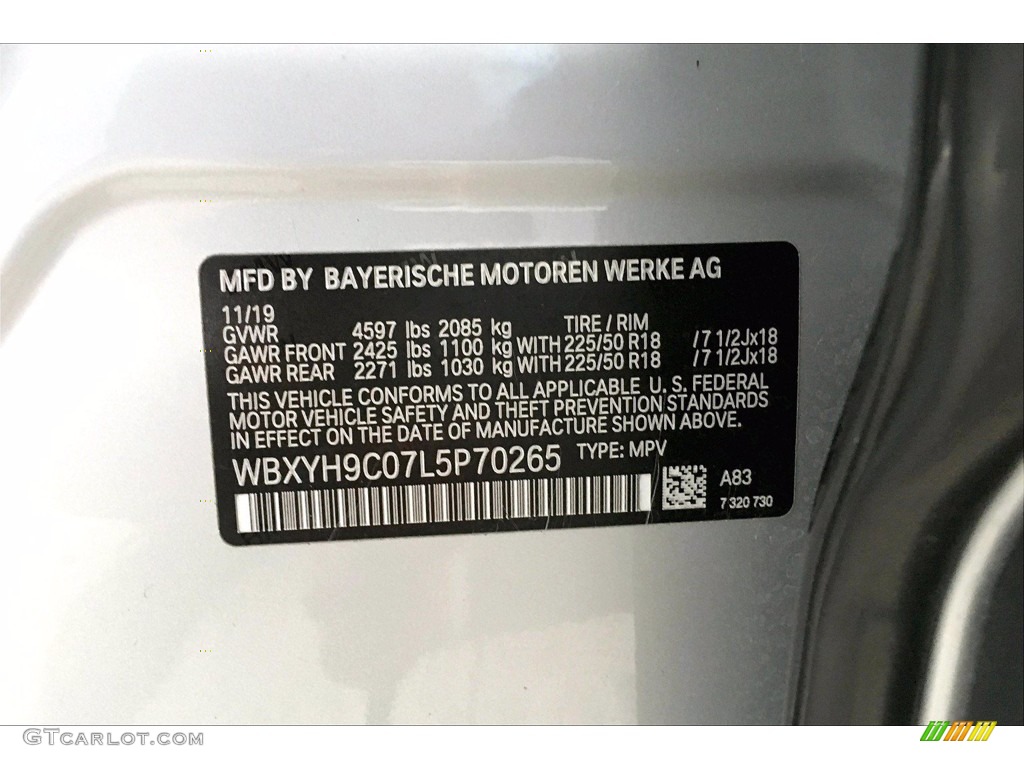 MFD BY BAYERISCHE MOTOREN WERKE AG
11/19 TIRE / RIM
GVWR 4597 lbs 2085 kg
GAWR FRONT 2425 lbs 1100 kg WITH 225/50 R18 / 7 1/2Jx18
GAWR REAR 2271 lbs 1030 kg WITH 225/50 R18 / 7 1/2Jx18
THIS VEHICLE CONFORMS TO ALL APPLICABLE U. S. FEDERAL
MOTOR VEHICLE SAFETY AND THEFT PREVENTION STANDARDS
IN EFFECT ON THE DATE OF MANUFACTURE SHOWN ABOVE.
WBXYH9C07L5P70265 TYPE: MPV
A83
7 320 730
GTcarlot.com